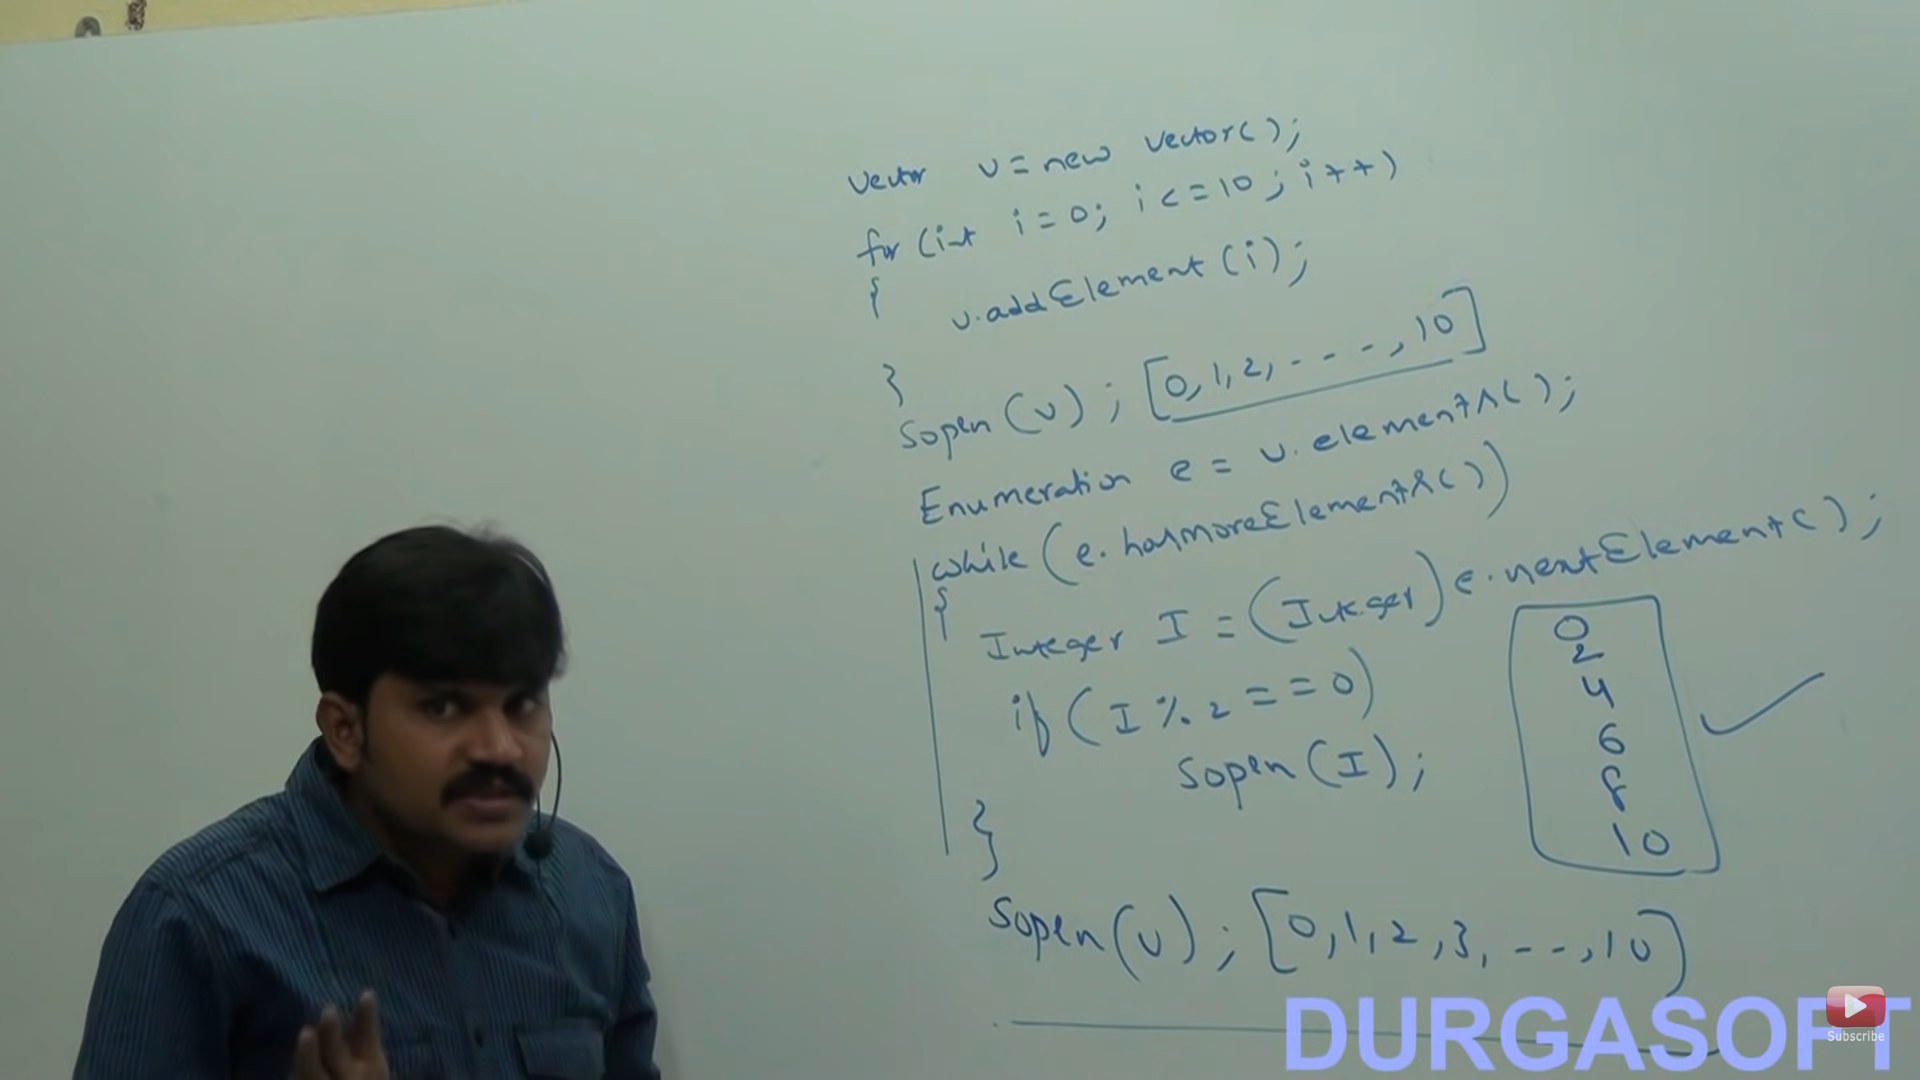 Vector v = new Vector();
for (int i = 0; i <= 10; i++)
{
v.addElement(i);
}
Sopln(v); [0, 1, 2, - - - -, 10]
Enumeration e = v.elements();
while (e.hasMoreElements())
{
Integer I = (Integer) e.nextElement();
if (I % 2 == 0)
Sopln(I);
}
0
2
4
6
8
10
Sopln(v); [0, 1, 2, 3, - - -, 10]
DURGASOFT
Subscribe